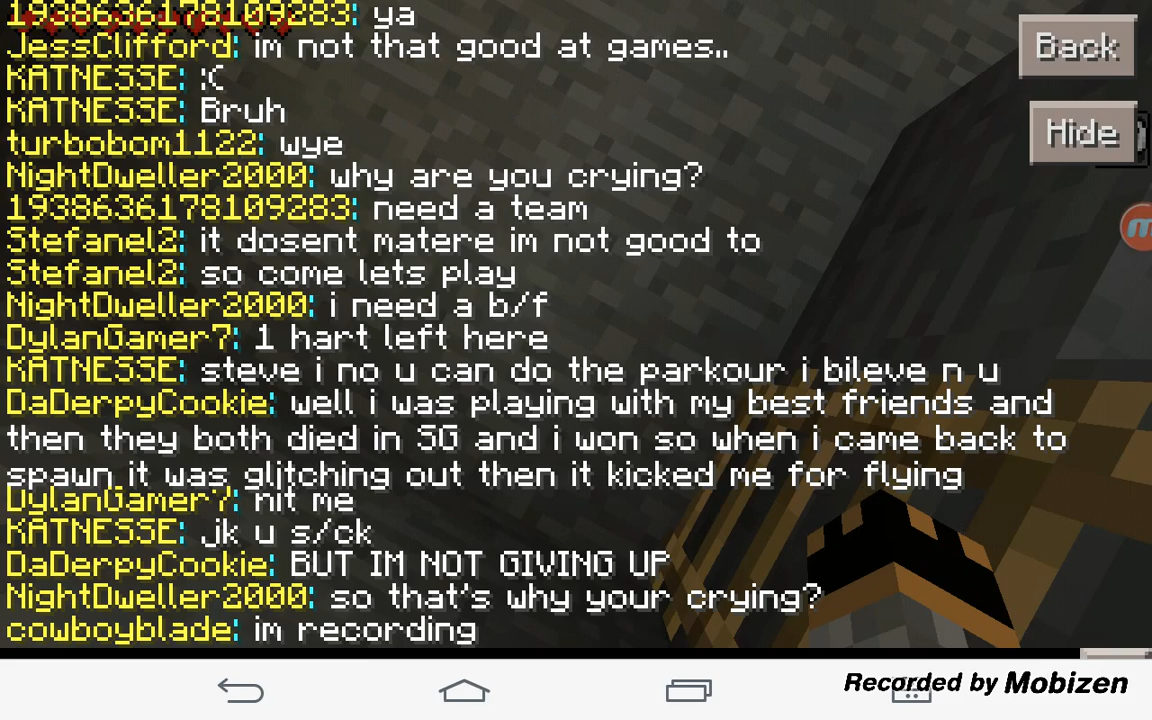 1938636178109283: ya
JessClifford: im not that good at games..
KATNESSE: :C
KATNESSE: Bruh
turbobom1122: wye
NightDweller2000: why are you crying?
1938636178109283: need a team
Stefanel2: it dosent matere im not good to
Stefanel2: so come lets play
NightDweller2000: i need a b/f
DylanGamer7: 1 hart left here
KATNESSE: steve i no u can do the parkour i bileve n u
DaDerpyCookie: well i was playing with my best friends and
then they both died in SG and i won so when i came back to
spawn it was glitching out then it kicked me for flying
DylanGamer7: hit me
KATNESSE: jk u s/ck
DaDerpyCookie: BUT IM NOT GIVING UP
NightDweller2000: so that's why your crying?
cowboyblade: im recording
Back
Hide
Recorded by Mobizen